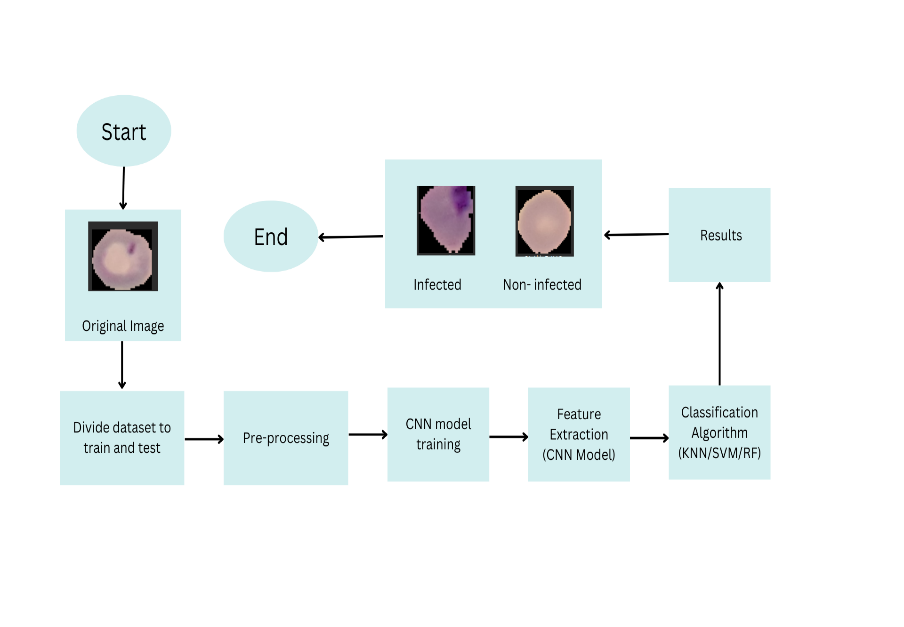 Start
Original Image
Divide dataset to
train and test
Pre-processing
CNN model
training
Feature
Extraction
(CNN Model)
Classification
Algorithm
(KNN/SVM/RF)
Results
Infected
Non- infected
End